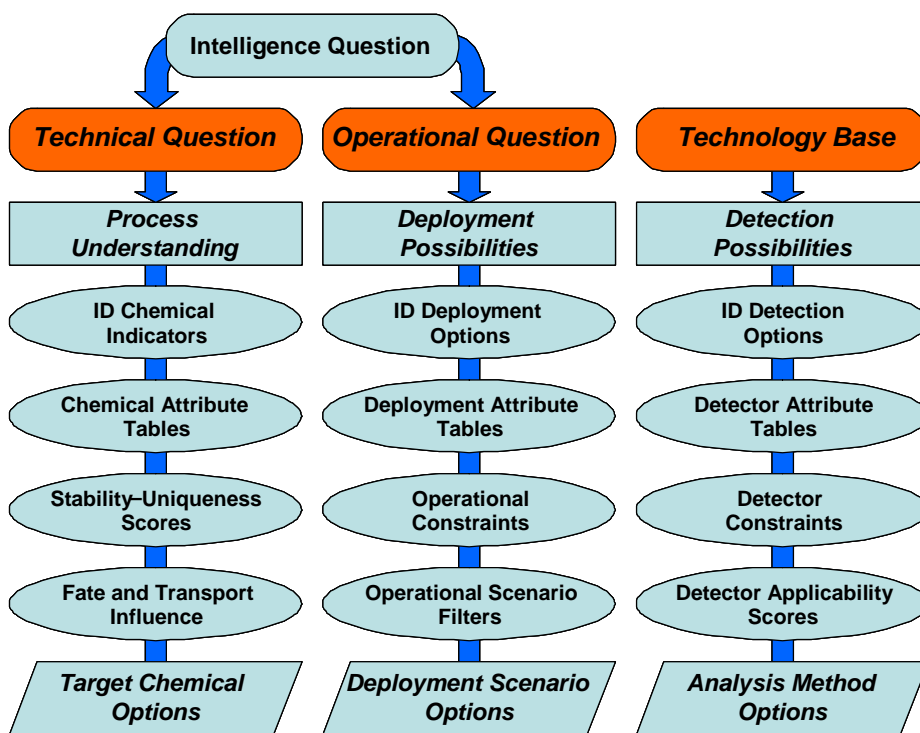 Intelligence Question
Technical Question
Operational Question
Technology Base
Process
Understanding
Deployment
Possibilities
Detection
Possibilities
ID Chemical
Indicators
ID Deployment
Options
ID Detection
Options
Chemical Attribute
Tables
Deployment Attribute
Tables
Detector Attribute
Tables
Stability–Uniqueness
Scores
Operational
Constraints
Detector
Constraints
Fate and Transport
Influence
Operational Scenario
Filters
Detector Applicability
Scores
Target Chemical
Options
Deployment Scenario
Options
Analysis Method
Options